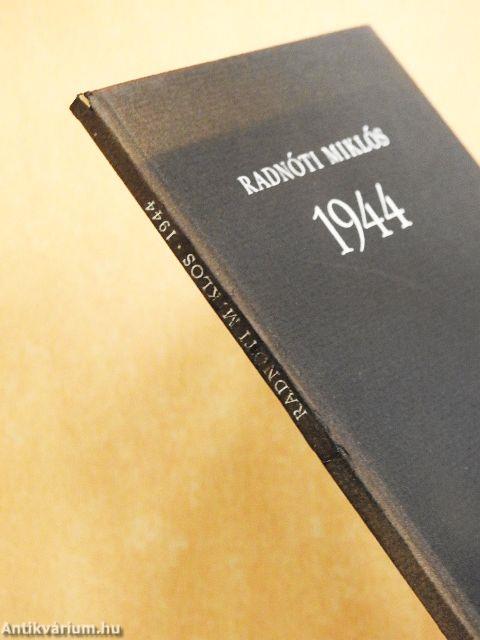 RADNÓTI MIKLÓS
1944
RADNÓTI MIKLÓS · 1944
Antikvárium.hu